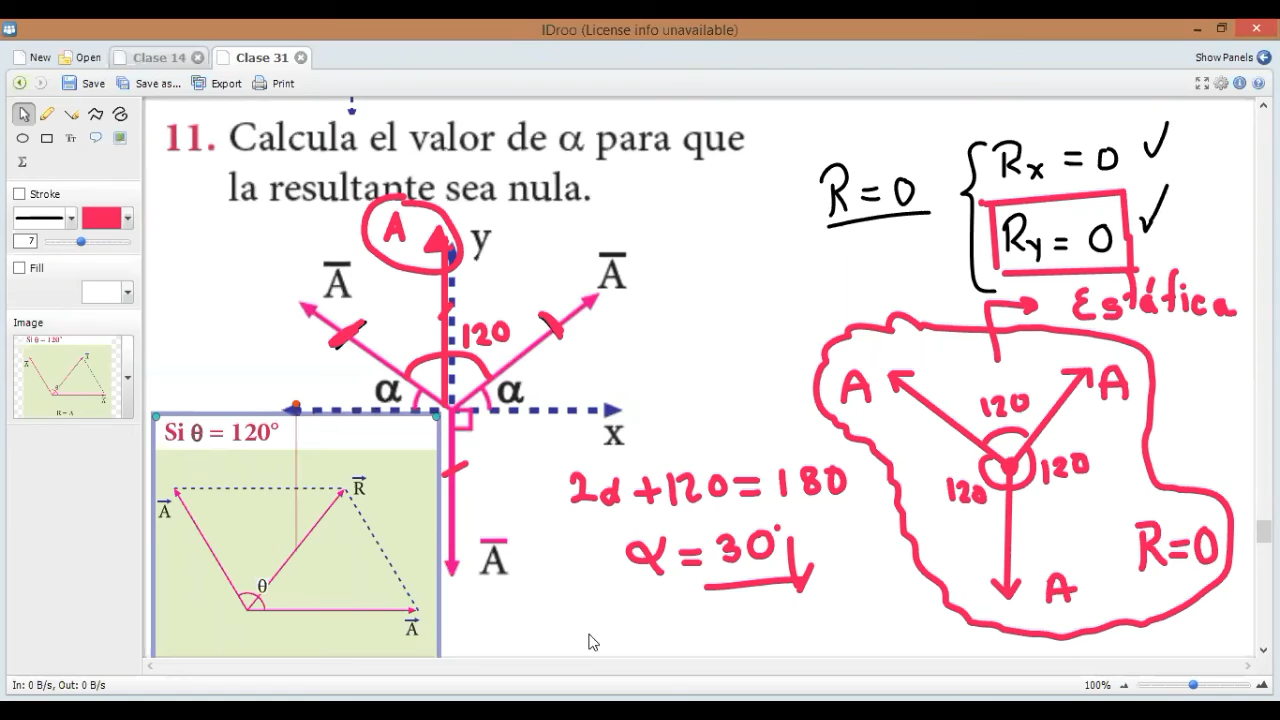 IDroo (License info unavailable)
New Open Clase 14 Clase 31 Show Panels
Save Save as... Export Print
Stroke
7
Fill
Image
Si θ = 120°
R = A
11. Calcula el valor de α para que
la resultante sea nula.
R = 0
Rx = 0
Ry = 0
Estática
A
y
A
A
120
α
α
x
A
Si θ = 120°
A
R
θ
A
2α + 120 = 180
α = 30°
A
A
120
120
120
A
R=0
In: 0 B/s, Out: 0 B/s
100%